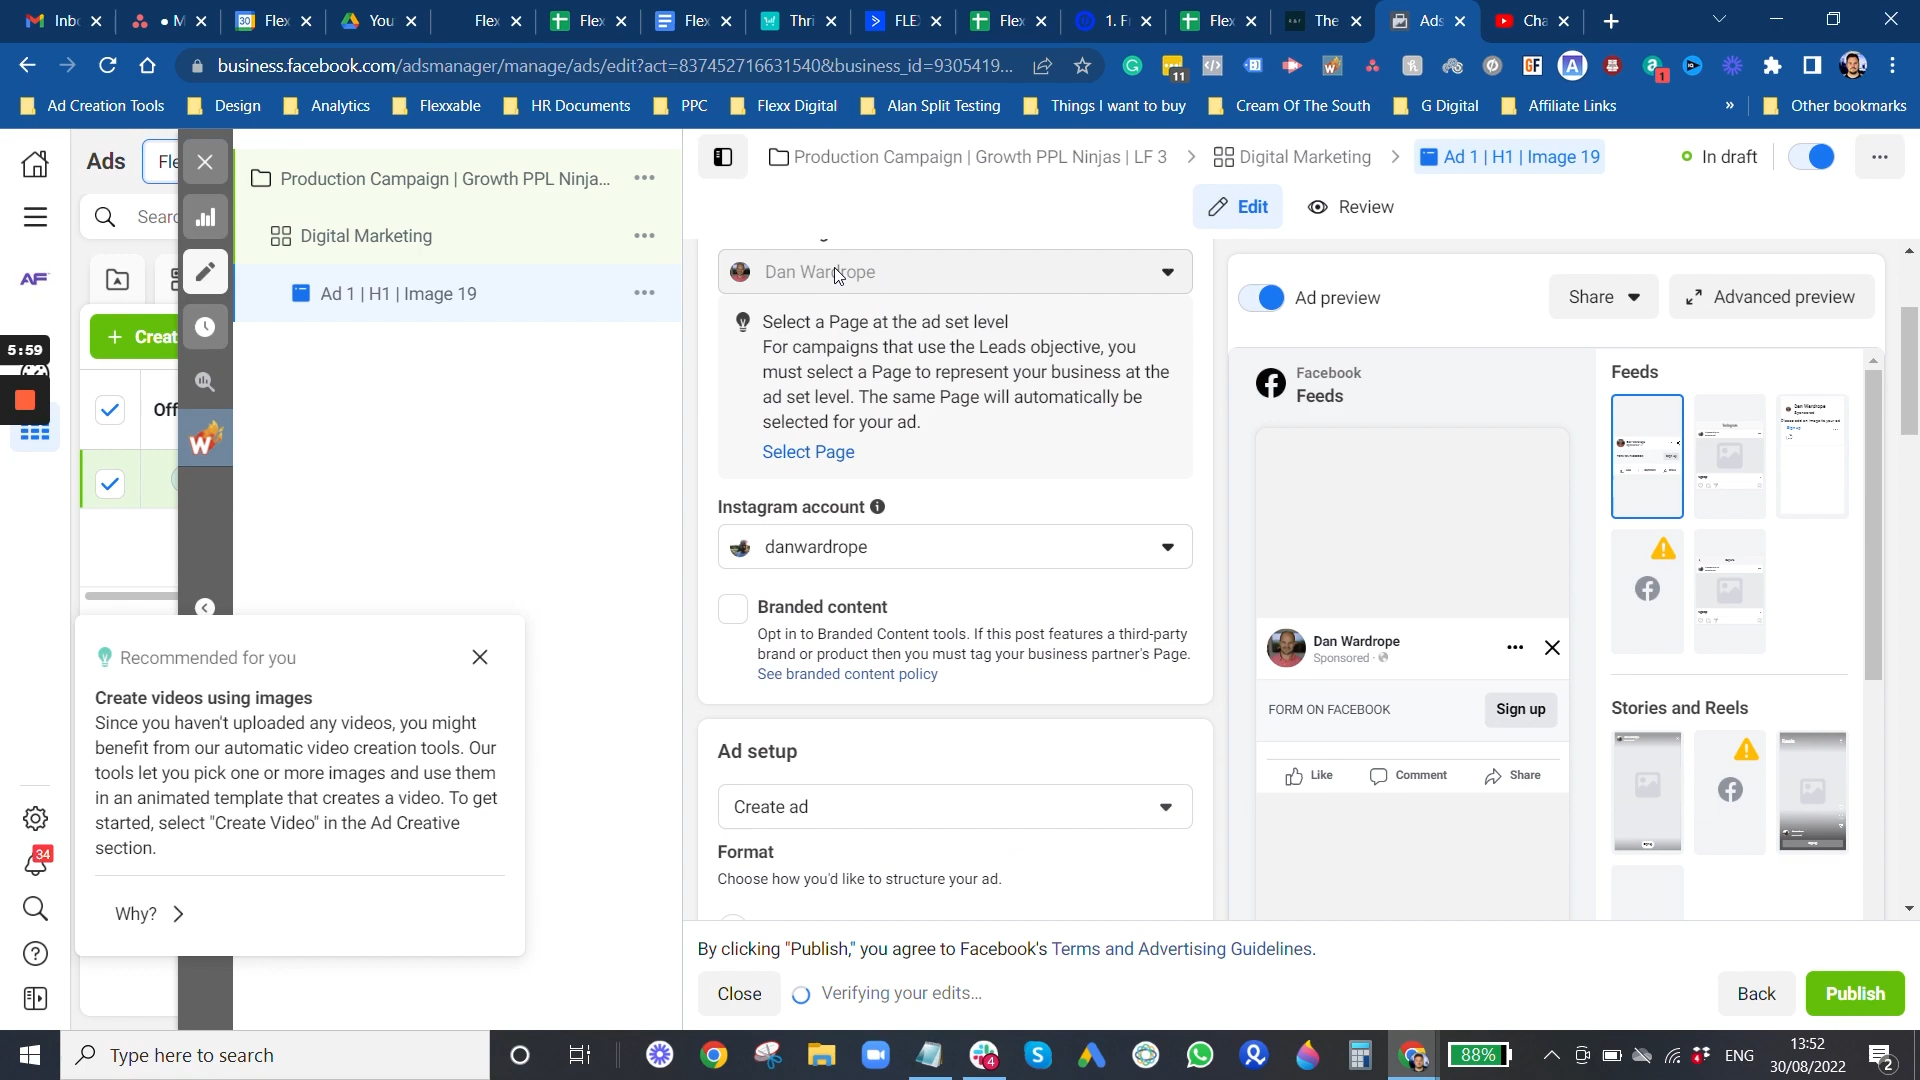 Inb
M
Flex
You
Flex
Flex
Flex
Thri
FLE
Flex
1. F
Flex
The
Ads
Cha
business.facebook.com/adsmanager/manage/ads/edit?act=837452716631540&business_id=9305419...
11
1
Ad Creation Tools
Design
Analytics
Flexxable
HR Documents
PPC
Flexx Digital
Alan Split Testing
Things I want to buy
Cream Of The South
G Digital
Affiliate Links
»
Other bookmarks
Ads
Fle
Sear
AF
5:59
+ Creat
Off
Production Campaign | Growth PPL Ninja...
Digital Marketing
Ad 1 | H1 | Image 19
Production Campaign | Growth PPL Ninjas | LF 3
Digital Marketing
Ad 1 | H1 | Image 19
In draft
Edit
Review
Dan Wardrope
Select a Page at the ad set level
For campaigns that use the Leads objective, you
must select a Page to represent your business at the
ad set level. The same Page will automatically be
selected for your ad.
Select Page
Instagram account
danwardrope
Branded content
Opt in to Branded Content tools. If this post features a third-party
brand or product then you must tag your business partner's Page.
See branded content policy
Ad setup
Create ad
Format
Choose how you'd like to structure your ad.
Ad preview
Share
Advanced preview
Facebook
Feeds
Dan Wardrope
Sponsored ·
FORM ON FACEBOOK
Sign up
Like
Comment
Share
Feeds
Stories and Reels
Recommended for you
Create videos using images
Since you haven't uploaded any videos, you might
benefit from our automatic video creation tools. Our
tools let you pick one or more images and use them
in an animated template that creates a video. To get
started, select "Create Video" in the Ad Creative
section.
Why?
34
By clicking "Publish," you agree to Facebook's Terms and Advertising Guidelines.
Close
Verifying your edits...
Back
Publish
Type here to search
4
88%
ENG
13:52
30/08/2022
2